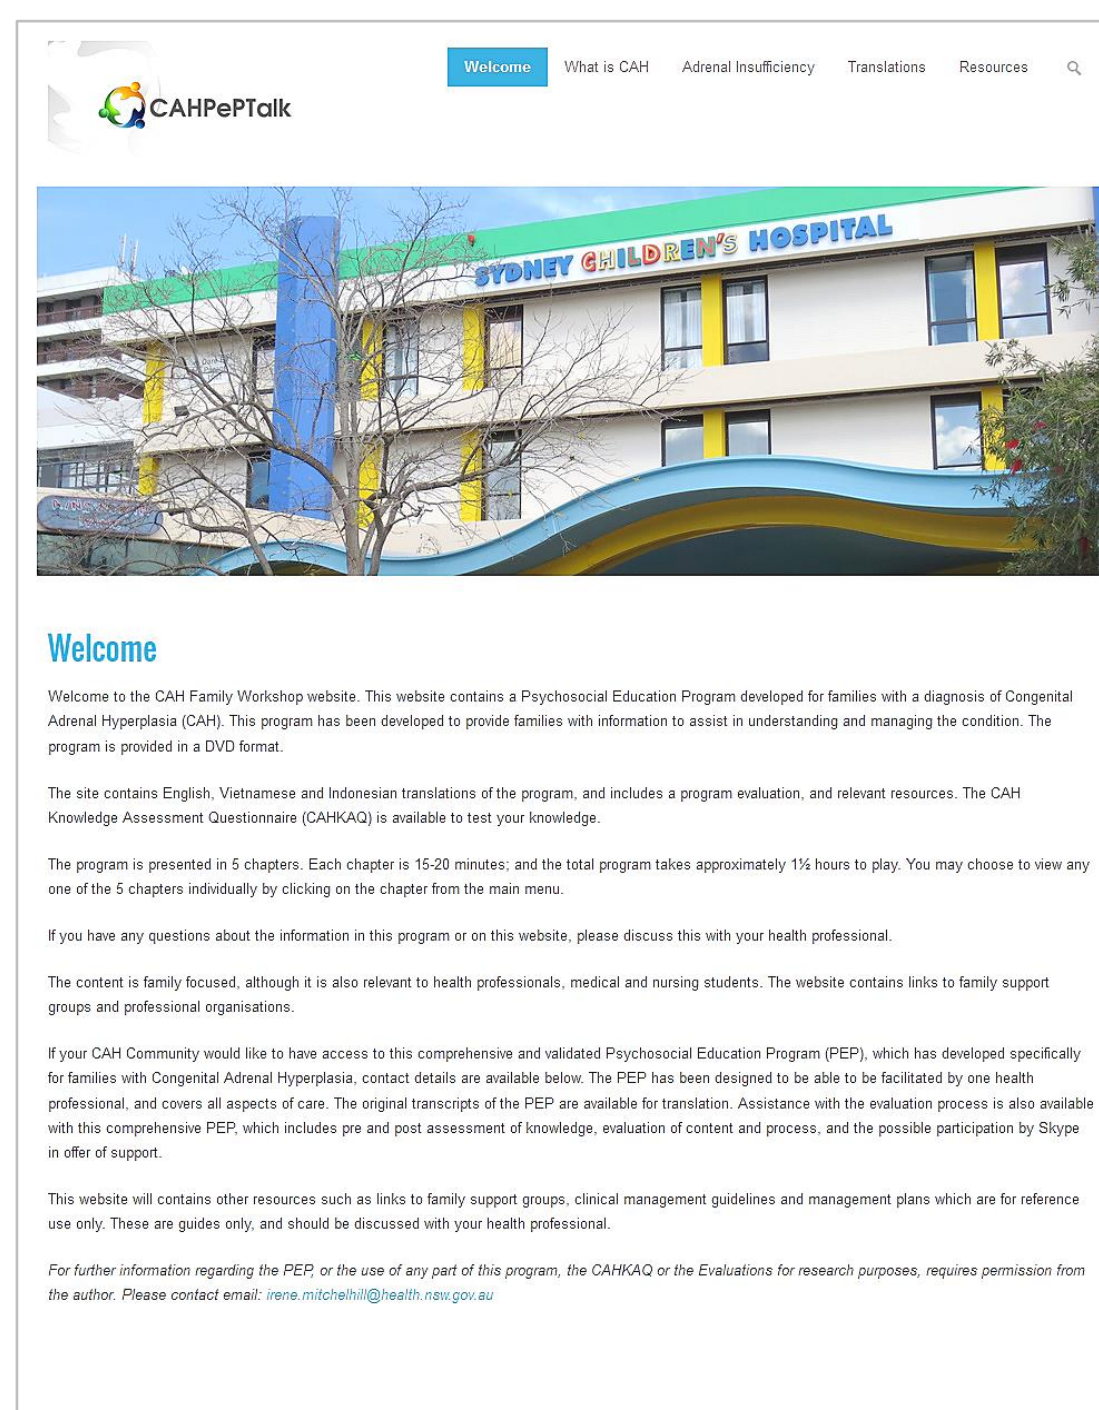 CAHPePTalk
Welcome What is CAH Adrenal Insufficiency Translations Resources
SYDNEY CHILDREN'S HOSPITAL
Welcome
Welcome to the CAH Family Workshop website. This website contains a Psychosocial Education Program developed for families with a diagnosis of Congenital
Adrenal Hyperplasia (CAH). This program has been developed to provide families with information to assist in understanding and managing the condition. The
program is provided in a DVD format.
The site contains English, Vietnamese and Indonesian translations of the program, and includes a program evaluation, and relevant resources. The CAH
Knowledge Assessment Questionnaire (CAHKAQ) is available to test your knowledge.
The program is presented in 5 chapters. Each chapter is 15-20 minutes; and the total program takes approximately 1½ hours to play. You may choose to view any
one of the 5 chapters individually by clicking on the chapter from the main menu.
If you have any questions about the information in this program or on this website, please discuss this with your health professional.
The content is family focused, although it is also relevant to health professionals, medical and nursing students. The website contains links to family support
groups and professional organisations.
If your CAH Community would like to have access to this comprehensive and validated Psychosocial Education Program (PEP), which has developed specifically
for families with Congenital Adrenal Hyperplasia, contact details are available below. The PEP has been designed to be able to be facilitated by one health
professional, and covers all aspects of care. The original transcripts of the PEP are available for translation. Assistance with the evaluation process is also available
with this comprehensive PEP, which includes pre and post assessment of knowledge, evaluation of content and process, and the possible participation by Skype
in offer of support.
This website will contains other resources such as links to family support groups, clinical management guidelines and management plans which are for reference
use only. These are guides only, and should be discussed with your health professional.
For further information regarding the PEP, or the use of any part of this program, the CAHKAQ or the Evaluations for research purposes, requires permission from
the author. Please contact email: irene.mitchelhill@health.nsw.gov.au